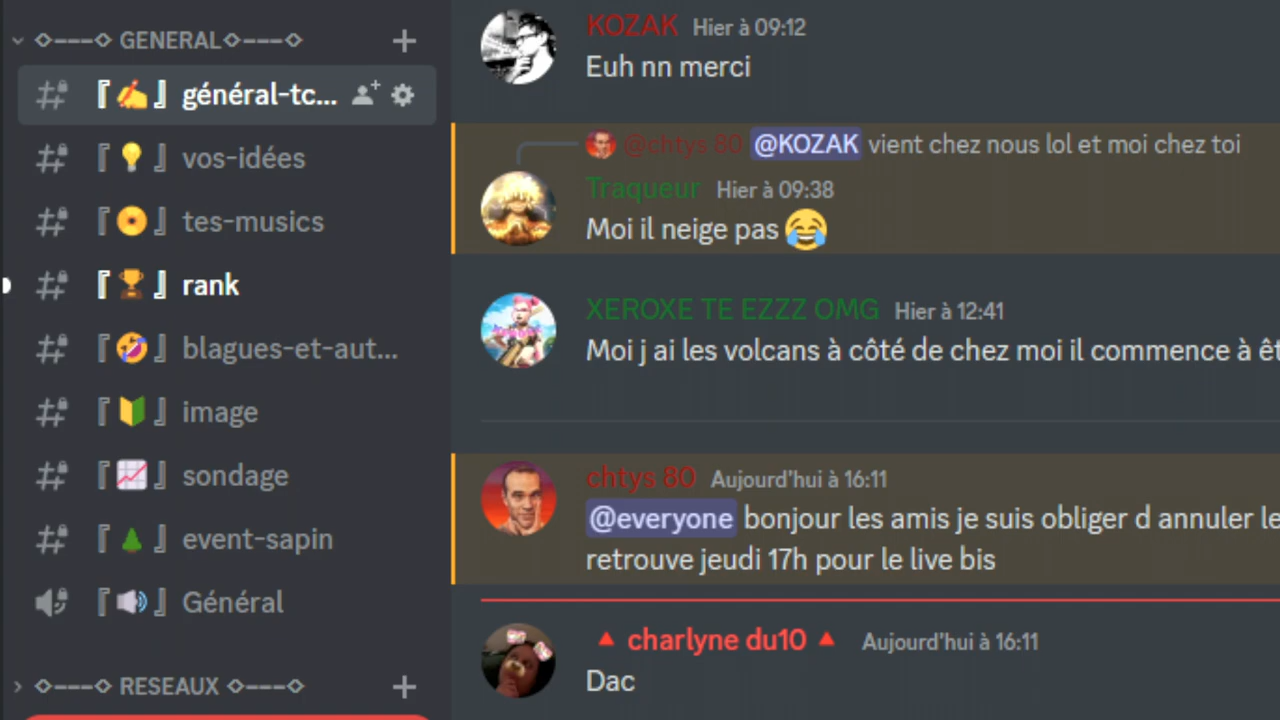 GENERAL
『✍️』général-tc...
『💡』vos-idées
『📀』tes-musics
『🏆』rank
『🤣』blagues-et-aut...
『🔰』image
『📈』sondage
『🌲』event-sapin
『🔊』Général
RESEAUX
KOZAK Hier à 09:12
Euh nn merci
@chtys 80 @KOZAK vient chez nous lol et moi chez toi
Traqueur Hier à 09:38
Moi il neige pas 😂
XEROXE TE EZZZ OMG Hier à 12:41
Moi j ai les volcans à côté de chez moi il commence à êt
chtys 80 Aujourd'hui à 16:11
@everyone bonjour les amis je suis obliger d annuler le
retrouve jeudi 17h pour le live bis
🔺 charlyne du10 🔺 Aujourd'hui à 16:11
Dac